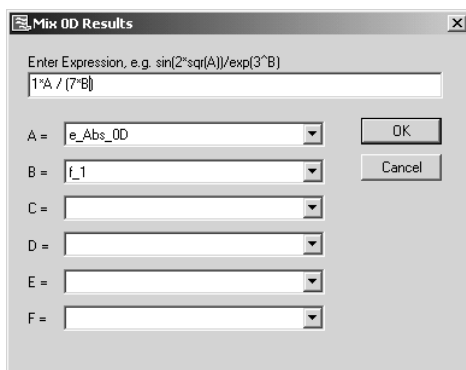 Mix 0D Results
Enter Expression, e.g. sin(2*sqr(A))/exp(3^B)
1*A / (7*B)
A = e_Abs_0D OK
B = f_1 Cancel
C =
D =
E =
F =